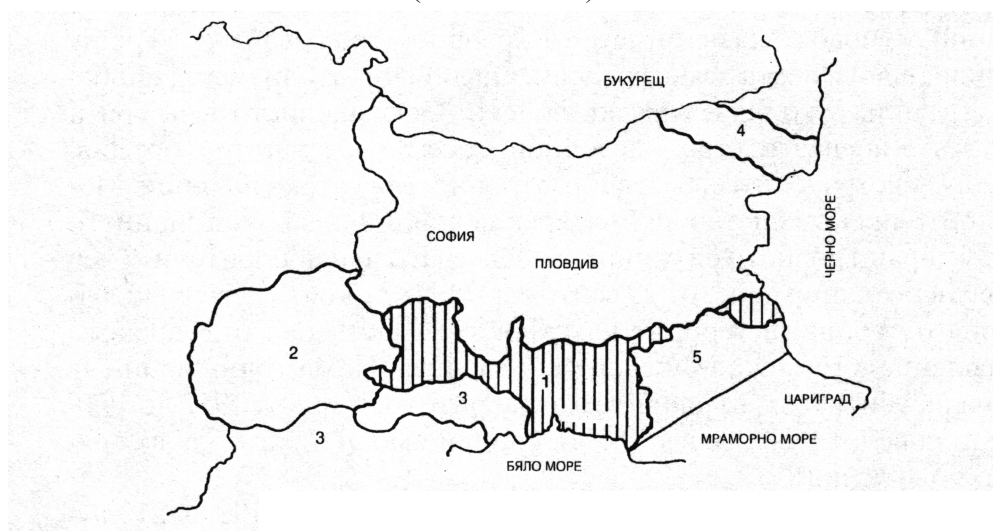 БУКУРЕЩ
4
ЧЕРНО МОРЕ
СОФИЯ
ПЛОВДИВ
2
5
1
3
ЦАРИГРАД
3
МРАМОРНО МОРЕ
БЯЛО МОРЕ